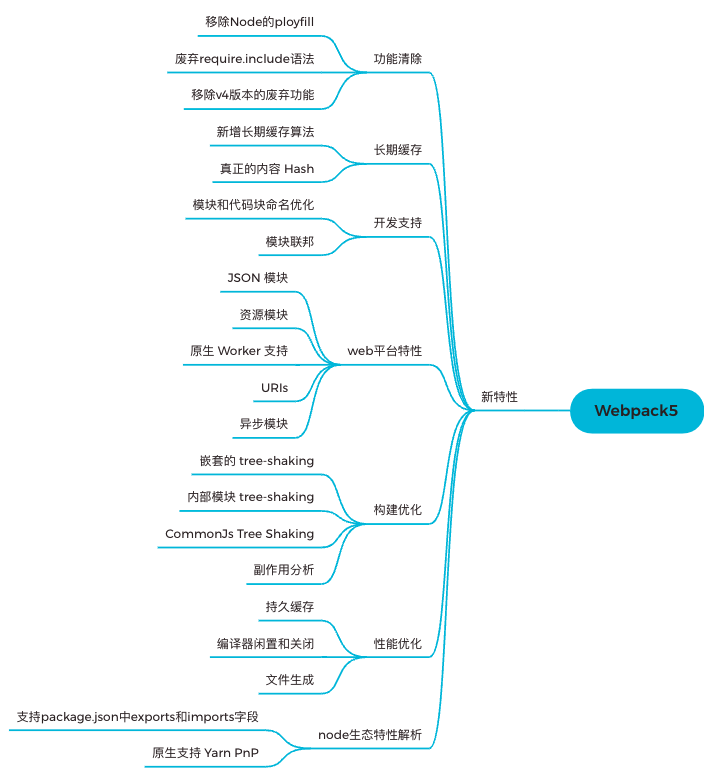 移除Node的ployfill
废弃require.include语法
功能清除
移除v4版本的废弃功能
新增长期缓存算法
长期缓存
真正的内容 Hash
模块和代码块命名优化
开发支持
模块联邦
JSON 模块
资源模块
原生 Worker 支持
web平台特性
URIs
异步模块
新特性
Webpack5
嵌套的 tree-shaking
内部模块 tree-shaking
构建优化
CommonJs Tree Shaking
副作用分析
持久缓存
编译器闲置和关闭
性能优化
文件生成
支持package.json中exports和imports字段
node生态特性解析
原生支持 Yarn PnP